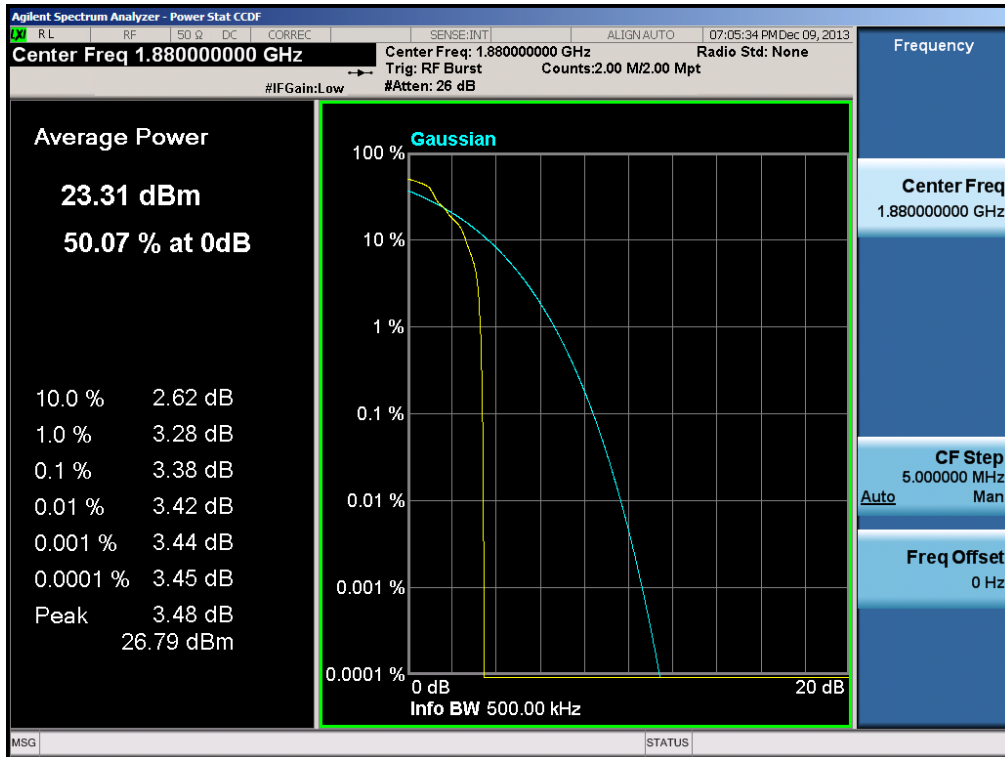 Agilent Spectrum Analyzer - Power Stat CCDF
LXI RL RF 50 Ω DC CORREC SENSE:INT ALIGN AUTO 07:05:34 PM Dec 09, 2013
Center Freq 1.880000000 GHz
Center Freq: 1.880000000 GHz Radio Std: None
Trig: RF Burst Counts:2.00 M/2.00 Mpt
#IFGain:Low #Atten: 26 dB
Average Power
23.31 dBm
50.07 % at 0dB
10.0 % 2.62 dB
1.0 % 3.28 dB
0.1 % 3.38 dB
0.01 % 3.42 dB
0.001 % 3.44 dB
0.0001 % 3.45 dB
Peak 3.48 dB
26.79 dBm
Gaussian
100 %
10 %
1 %
0.1 %
0.01 %
0.001 %
0.0001 %
0 dB 20 dB
Info BW 500.00 kHz
Frequency
Center Freq
1.880000000 GHz
CF Step
5.000000 MHz
Auto Man
Freq Offset
0 Hz
MSG STATUS